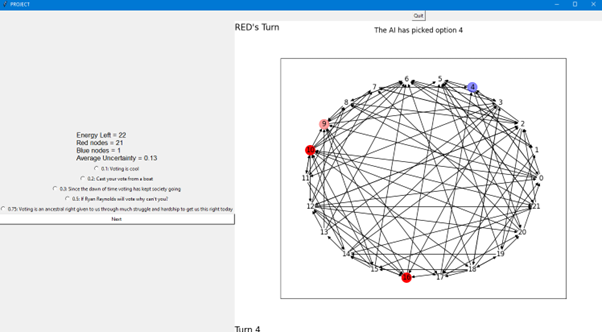 PROJECT
Quit
RED's Turn
The AI has picked option 4
Energy Left = 22
Red nodes = 21
Blue nodes = 1
Average Uncertainty = 0.13
0.1: Voting is cool
0.2: Cast your vote from a boat
0.3: Since the dawn of time voting has kept society going
0.5: If Ryan Reynolds will vote why can't you?
0.75: Voting is an ancestral right given to us through much struggle and hardship to get us this right today.
Next
6
5
7
4
8
3
9
2
1
11
0
12
21
13
20
14
19
15
18
17
Turn 4